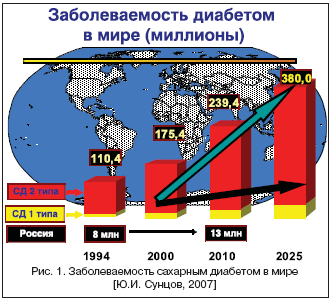 Заболеваемость диабетом
в мире (миллионы)
380,0
239,4
175,4
110,4
СД 2 типа
СД 1 типа
Россия 8 млн 13 млн
1994 2000 2010 2025
Рис. 1. Заболеваемость сахарным диабетом в мире
[Ю.И. Сунцов, 2007]